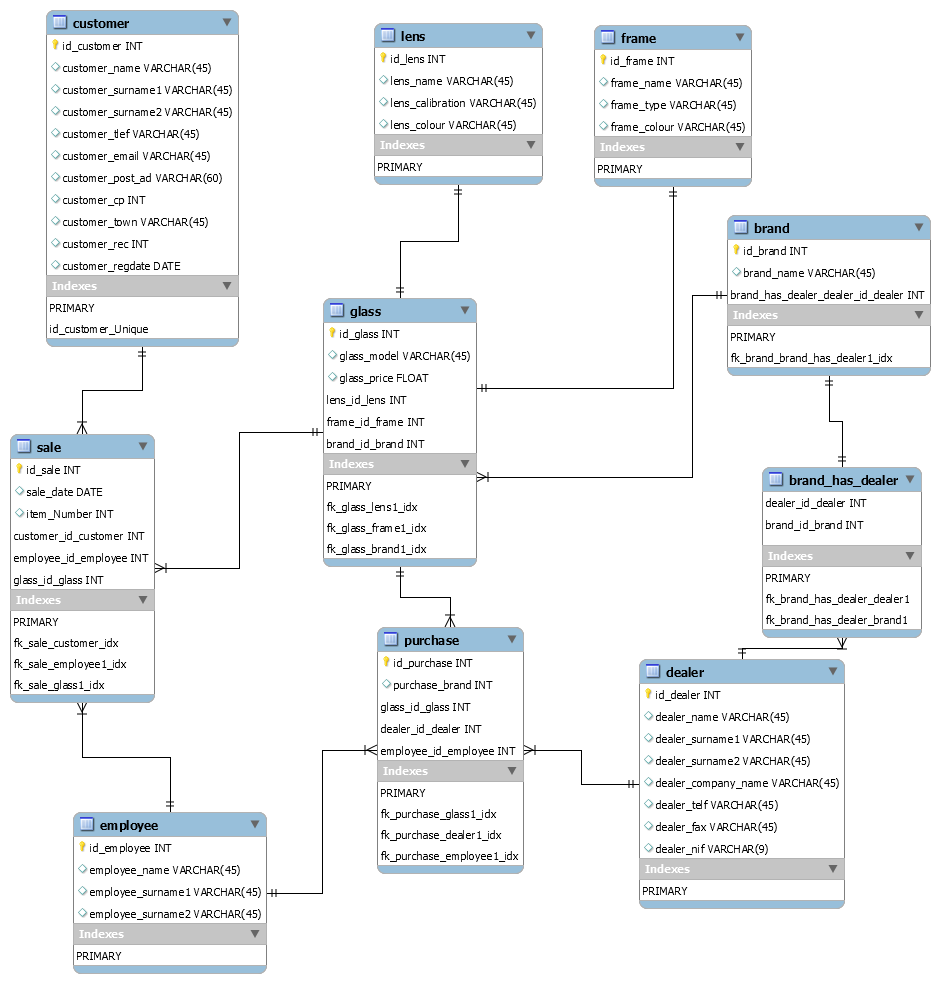 customer
id_customer INT
customer_name VARCHAR(45)
customer_surname1 VARCHAR(45)
customer_surname2 VARCHAR(45)
customer_tlef VARCHAR(45)
customer_email VARCHAR(45)
customer_post_ad VARCHAR(60)
customer_cp INT
customer_town VARCHAR(45)
customer_rec INT
customer_regdate DATE
Indexes
PRIMARY
id_customer_Unique
lens
id_lens INT
lens_name VARCHAR(45)
lens_calibration VARCHAR(45)
lens_colour VARCHAR(45)
Indexes
PRIMARY
frame
id_frame INT
frame_name VARCHAR(45)
frame_type VARCHAR(45)
frame_colour VARCHAR(45)
Indexes
PRIMARY
brand
id_brand INT
brand_name VARCHAR(45)
brand_has_dealer_dealer_id_dealer INT
Indexes
PRIMARY
fk_brand_brand_has_dealer1_idx
glass
id_glass INT
glass_model VARCHAR(45)
glass_price FLOAT
lens_id_lens INT
frame_id_frame INT
brand_id_brand INT
Indexes
PRIMARY
fk_glass_lens1_idx
fk_glass_frame1_idx
fk_glass_brand1_idx
sale
id_sale INT
sale_date DATE
item_Number INT
customer_id_customer INT
employee_id_employee INT
glass_id_glass INT
Indexes
PRIMARY
fk_sale_customer_idx
fk_sale_employee1_idx
fk_sale_glass1_idx
brand_has_dealer
dealer_id_dealer INT
brand_id_brand INT
Indexes
PRIMARY
fk_brand_has_dealer_dealer1
fk_brand_has_dealer_brand1
purchase
id_purchase INT
purchase_brand INT
glass_id_glass INT
dealer_id_dealer INT
employee_id_employee INT
Indexes
PRIMARY
fk_purchase_glass1_idx
fk_purchase_dealer1_idx
fk_purchase_employee1_idx
dealer
id_dealer INT
dealer_name VARCHAR(45)
dealer_surname1 VARCHAR(45)
dealer_surname2 VARCHAR(45)
dealer_company_name VARCHAR(45)
dealer_telf VARCHAR(45)
dealer_fax VARCHAR(45)
dealer_nif VARCHAR(9)
Indexes
PRIMARY
employee
id_employee INT
employee_name VARCHAR(45)
employee_surname1 VARCHAR(45)
employee_surname2 VARCHAR(45)
Indexes
PRIMARY